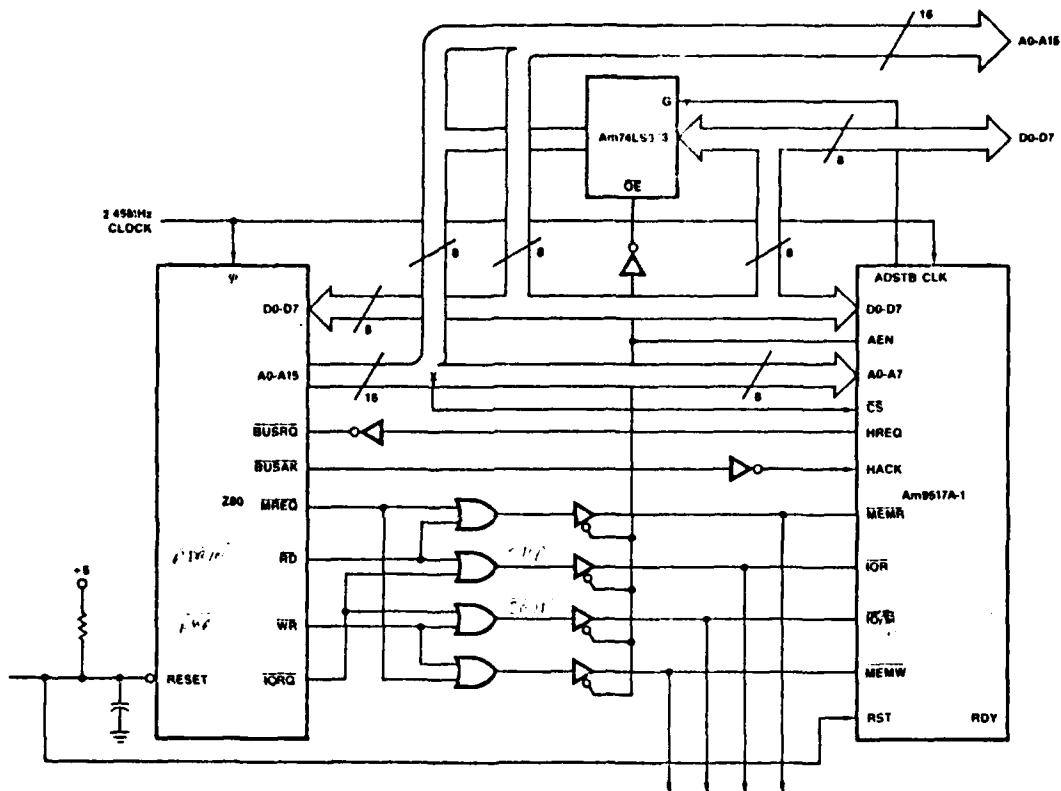 16
A0-A15
G
Am74LS373
D0-D7
8
OE
2 458MHz
CLOCK
8
8
8
φ
ADSTB CLK
D0-D7
8
D0-D7
AEN
A0-A15
16
8
A0-A7
CS
BUSRQ
HREQ
BUSAK
HACK
Z80
MREQ
Am9517A-1
MEMR
RD
IOR
+5
WR
RESET
IORQ
MEMW
RST
RDY